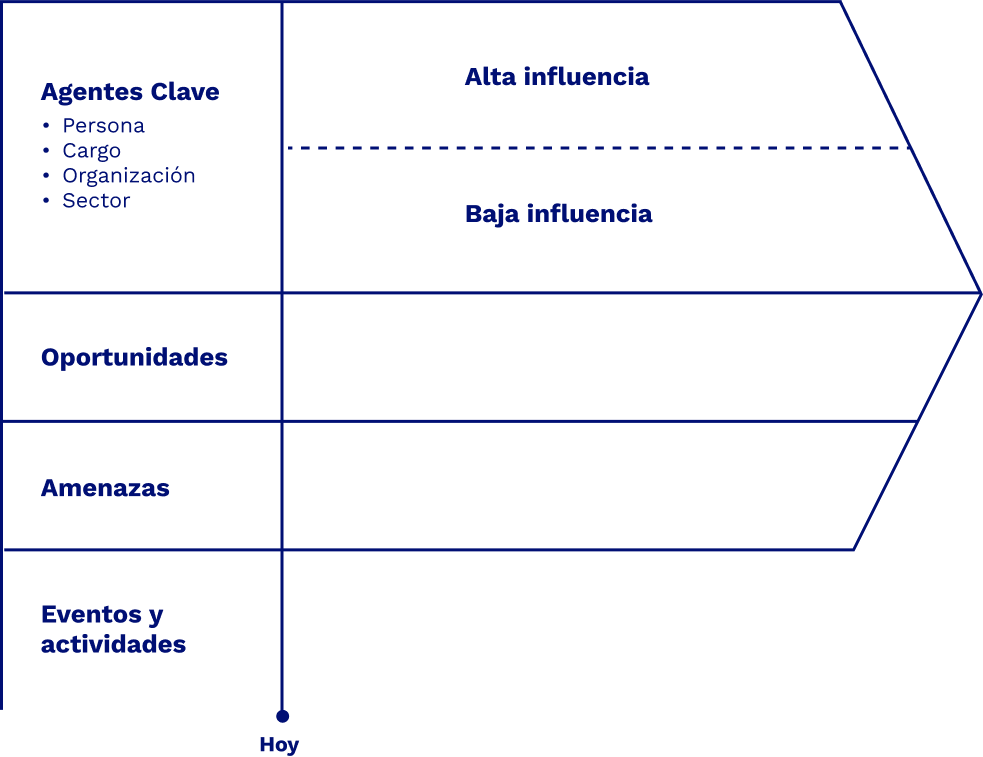 Agentes Clave
• Persona
• Cargo
• Organización
• Sector
Alta influencia
Baja influencia
Oportunidades
Amenazas
Eventos y
actividades
Hoy